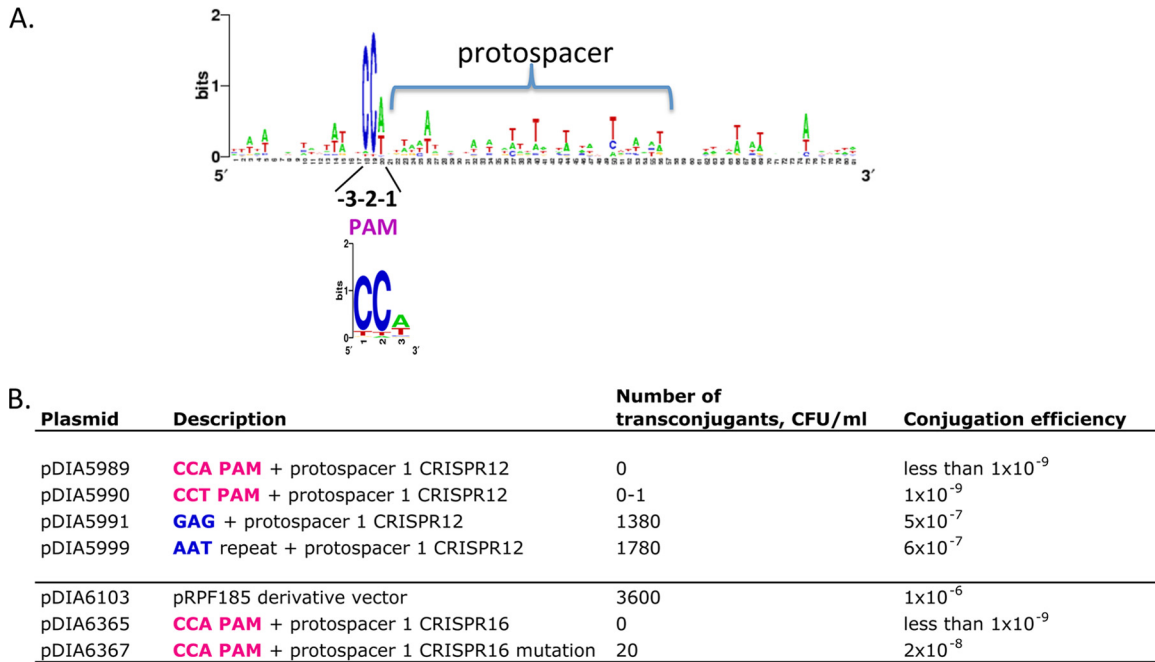 A.
2
protospacer
bits
1
0
5′
3′
-3-2-1
PAM
2
bits
1
0
CCA
1 2 3
5′ 3′
B.
Plasmid Description Number of transconjugants, CFU/ml Conjugation efficiency
pDIA5989 CCA PAM + protospacer 1 CRISPR12 0 less than 1x10⁻⁹
pDIA5990 CCT PAM + protospacer 1 CRISPR12 0-1 1x10⁻⁹
pDIA5991 GAG + protospacer 1 CRISPR12 1380 5x10⁻⁷
pDIA5999 AAT repeat + protospacer 1 CRISPR12 1780 6x10⁻⁷
pDIA6103 pRPF185 derivative vector 3600 1x10⁻⁶
pDIA6365 CCA PAM + protospacer 1 CRISPR16 0 less than 1x10⁻⁹
pDIA6367 CCA PAM + protospacer 1 CRISPR16 mutation 20 2x10⁻⁸